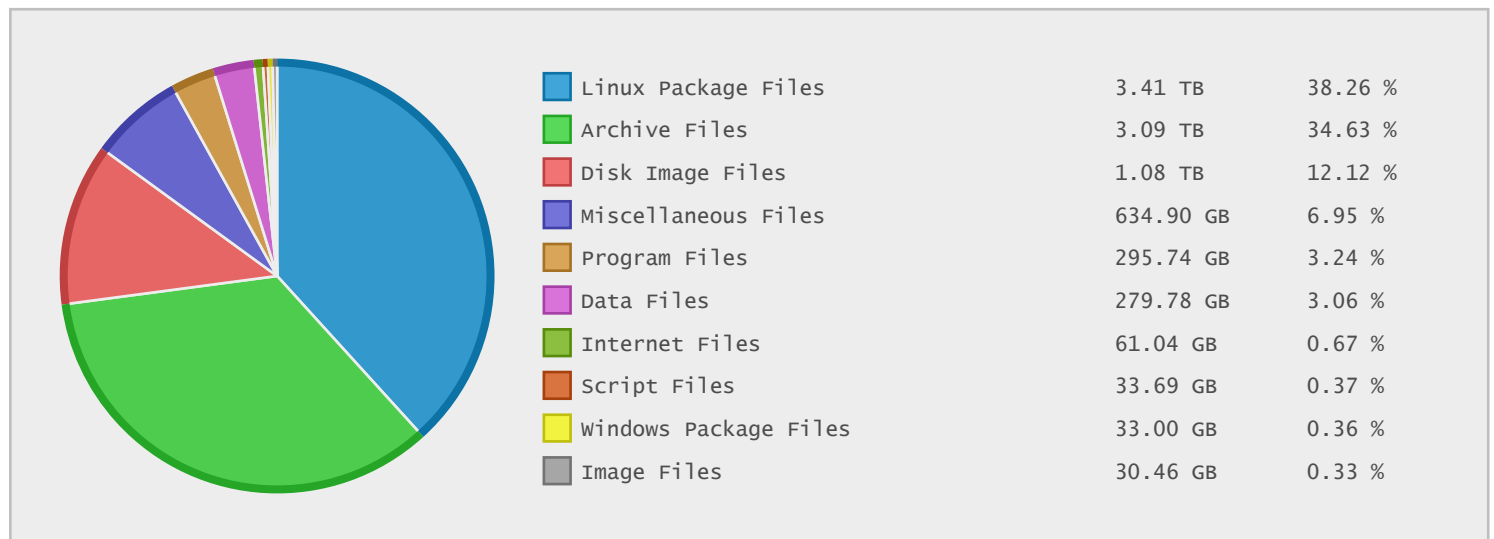 Linux Package Files 3.41 TB 38.26 %
Archive Files 3.09 TB 34.63 %
Disk Image Files 1.08 TB 12.12 %
Miscellaneous Files 634.90 GB 6.95 %
Program Files 295.74 GB 3.24 %
Data Files 279.78 GB 3.06 %
Internet Files 61.04 GB 0.67 %
Script Files 33.69 GB 0.37 %
Windows Package Files 33.00 GB 0.36 %
Image Files 30.46 GB 0.33 %